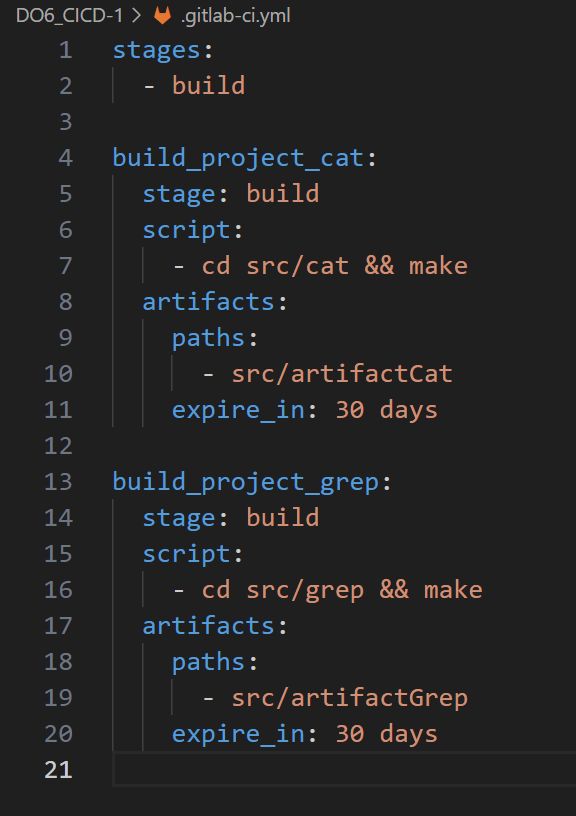 DO6_CICD-1 > .gitlab-ci.yml
1 stages:
2   - build
3
4 build_project_cat:
5   stage: build
6   script:
7     - cd src/cat && make
8   artifacts:
9     paths:
10       - src/artifactCat
11     expire_in: 30 days
12
13 build_project_grep:
14   stage: build
15   script:
16     - cd src/grep && make
17   artifacts:
18     paths:
19       - src/artifactGrep
20     expire_in: 30 days
21